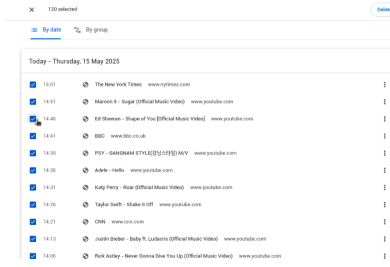 120 selected
Delet
By date By group
Today - Thursday, 15 May 2025
15:01 The New York Times www.nytimes.com
14:51 Maroon 5 - Sugar (Official Music Video) www.youtube.com
14:46 Ed Sheeran - Shape of You [Official Music Video] www.youtube.com
14:41 BBC www.bbc.co.uk
14:38 PSY - GANGNAM STYLE(강남스타일) M/V www.youtube.com
14:36 Adele - Hello www.youtube.com
14:31 Katy Perry - Roar (Official Music Video) www.youtube.com
14:26 Taylor Swift - Shake It Off www.youtube.com
14:21 CNN www.cnn.com
14:13 Justin Bieber - Baby ft. Ludacris (Official Music Video) www.youtube.com
14:06 Rick Astley - Never Gonna Give You Up (Official Music Video) www.youtube.com